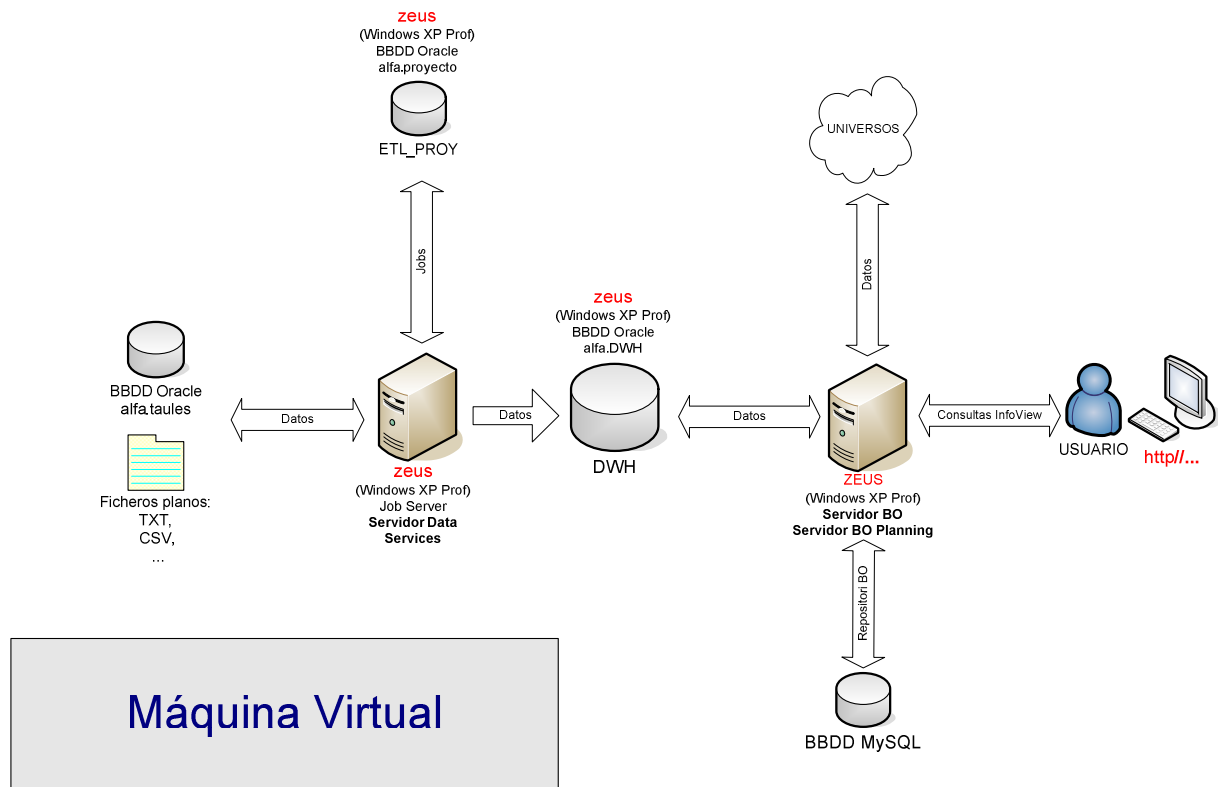 zeus
(Windows XP Prof)
BBDD Oracle
alfa.proyecto
ETL_PROY
Jobs
UNIVERSOS
Datos
BBDD Oracle
alfa.taules
Ficheros planos:
TXT,
CSV,
...
Datos
zeus
(Windows XP Prof)
Job Server
Servidor Data
Services
Datos
zeus
(Windows XP Prof)
BBDD Oracle
alfa.DWH
DWH
Datos
ZEUS
(Windows XP Prof)
Servidor BO
Servidor BO Planning
Consultas InfoView
USUARIO
http//...
Repositori BO
BBDD MySQL
Máquina Virtual